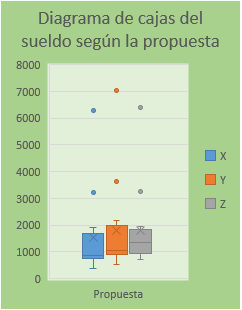 Diagrama de cajas del
sueldo según la propuesta
8000
7000
6000
5000
4000
3000
2000
1000
0
X
Y
Z
Propuesta